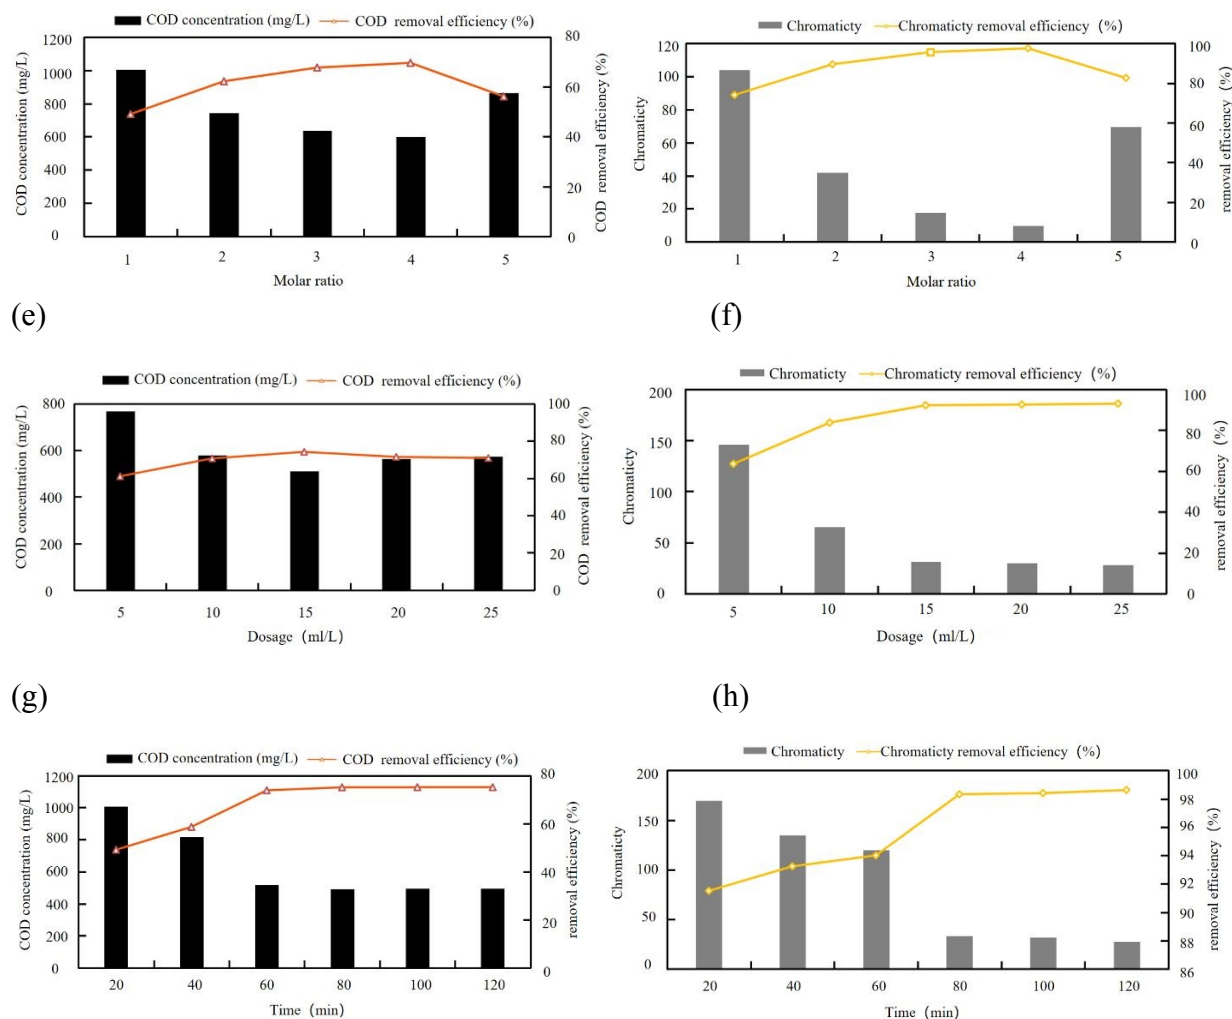 COD concentration (mg/L) COD removal efficiency (%)
COD concentration (mg/L)
1200
1000
800
600
400
200
0
80
60
40
20
0
COD removal efficiency (%)
1 2 3 4 5
Molar ratio
Chromaticty Chromaticty removal efficiency (%)
Chromaticty
120
100
80
60
40
20
0
100
80
60
40
20
0
removal efficiency (%)
1 2 3 4 5
Molar ratio
(e) (f)
COD concentration (mg/L) COD removal efficiency (%)
COD concentration (mg/L)
800
600
400
200
0
100
80
60
40
20
0
COD removal efficiency (%)
5 10 15 20 25
Dosage (ml/L)
Chromaticty Chromaticty removal efficiency (%)
Chromaticty
200
150
100
50
0
100
80
60
40
20
0
removal efficiency (%)
5 10 15 20 25
Dosage (ml/L)
(g) (h)
COD concentration (mg/L) COD removal efficiency (%)
COD concentration (mg/L)
1200
1000
800
600
400
200
0
80
60
40
20
0
removal efficiency (%)
20 40 60 80 100 120
Time (min)
Chromaticty Chromaticty removal efficiency (%)
Chromaticty
200
150
100
50
0
100
98
96
94
92
90
88
86
removal efficiency (%)
20 40 60 80 100 120
Time (min)